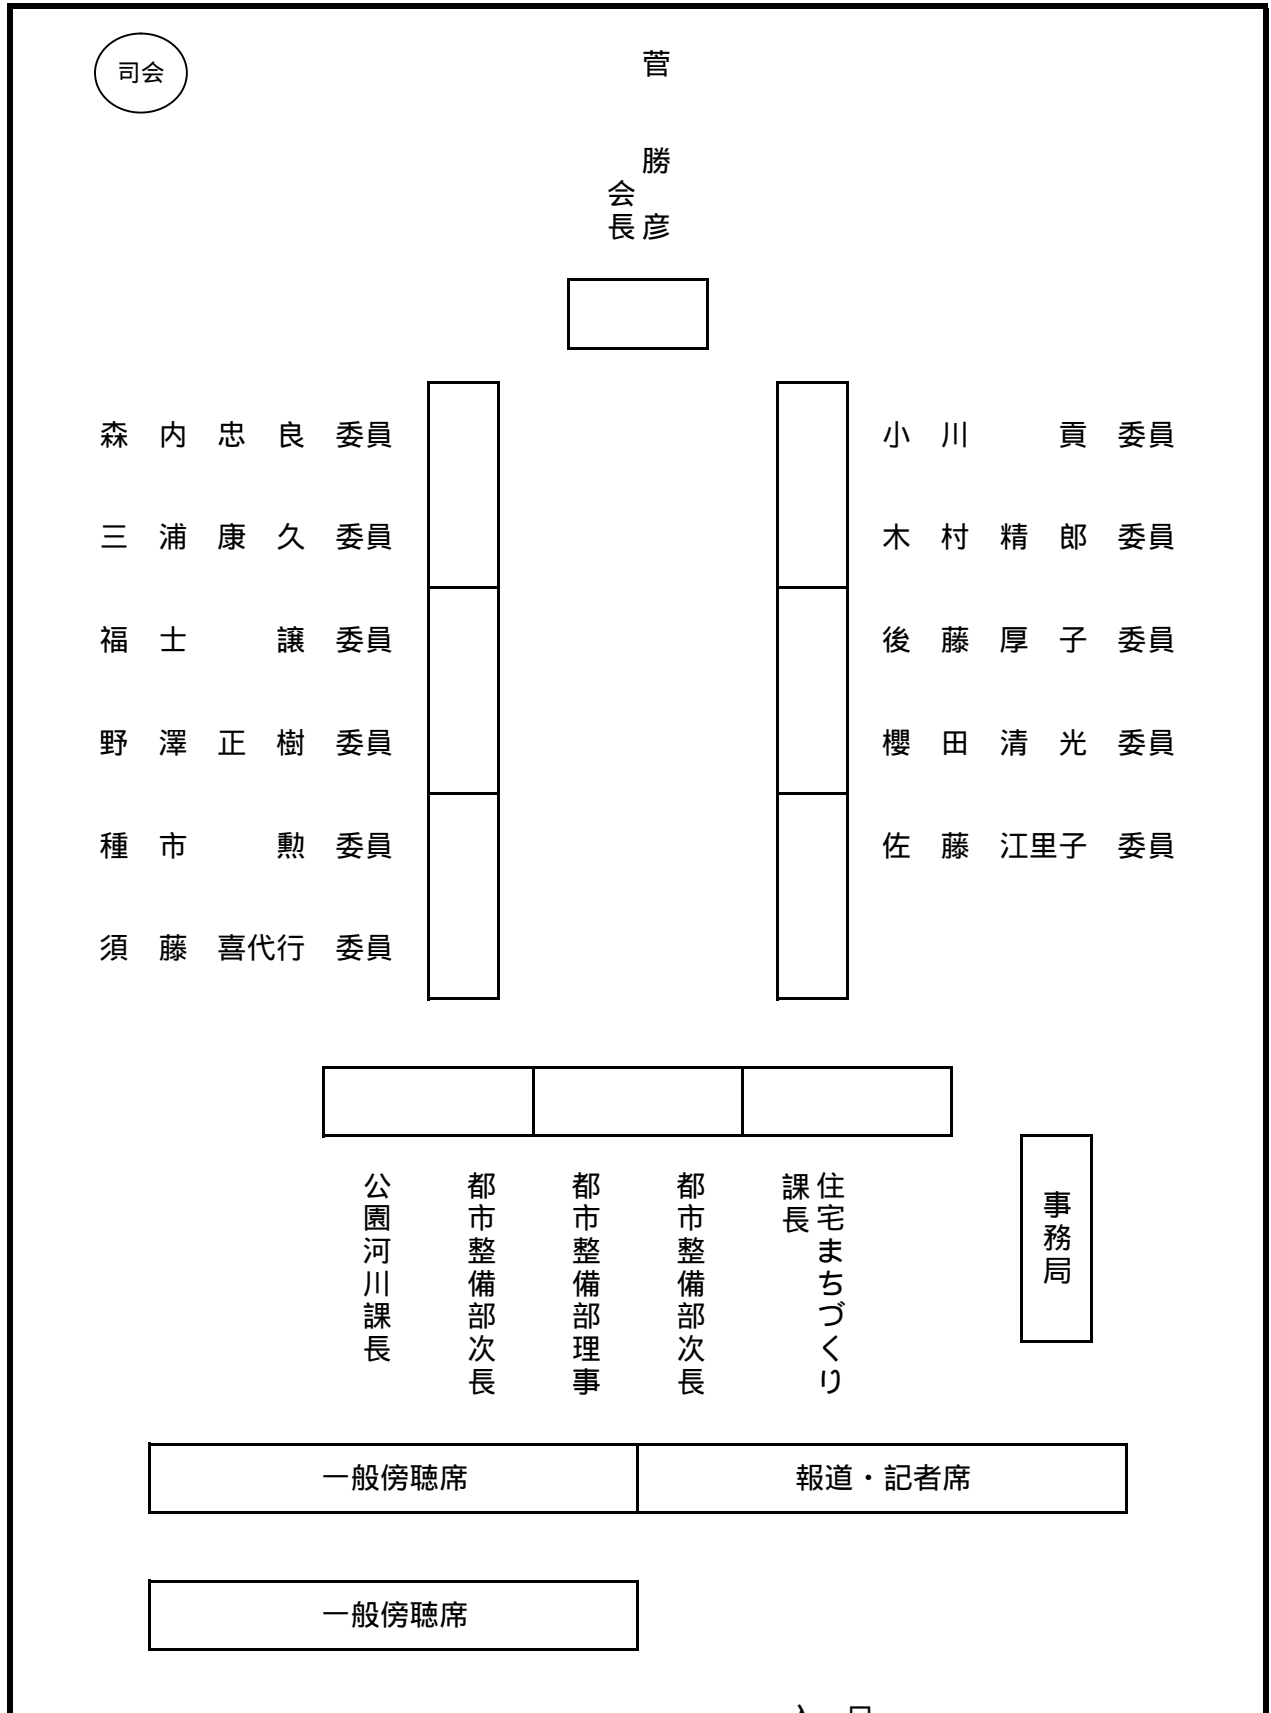 司会
菅　勝彦
会長
森　内　忠　良　委員
三　浦　康　久　委員
福　士　　　譲　委員
野　澤　正　樹　委員
種　市　　　勲　委員
須　藤　喜代行　委員
小　川　　　貢　委員
木　村　精　郎　委員
後　藤　厚　子　委員
櫻　田　清　光　委員
佐　藤　江里子　委員
公園河川課長
都市整備部次長
都市整備部理事
都市整備部次長
住宅まちづくり
課長
事務局
一般傍聴席
報道・記者席
一般傍聴席